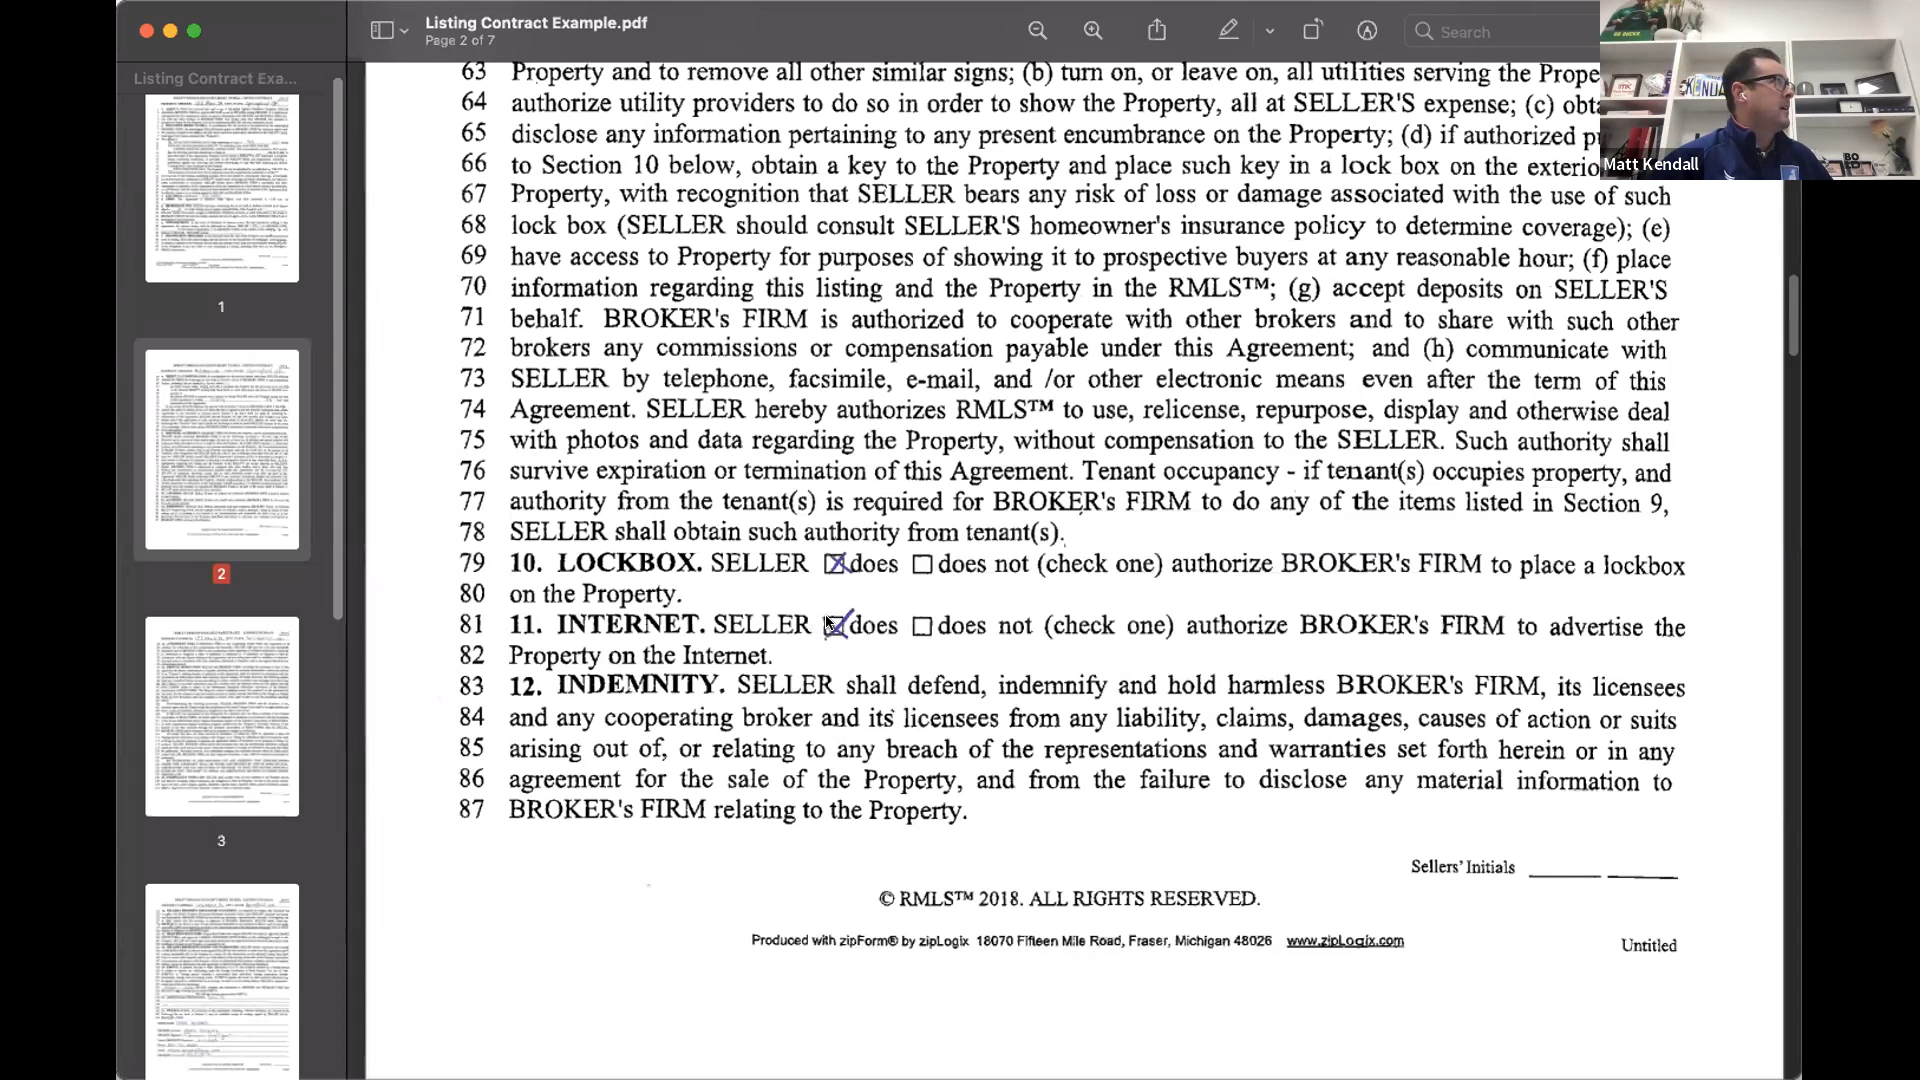 Listing Contract Example.pdf
Page 2 of 7
Search
Listing Contract Exa...
1
2
3
Matt Kendall
63 Property and to remove all other similar signs; (b) turn on, or leave on, all utilities serving the Prope
64 authorize utility providers to do so in order to show the Property, all at SELLER'S expense; (c) obt
65 disclose any information pertaining to any present encumbrance on the Property; (d) if authorized p
66 to Section 10 below, obtain a key to the Property and place such key in a lock box on the exterio
67 Property, with recognition that SELLER bears any risk of loss or damage associated with the use of such
68 lock box (SELLER should consult SELLER'S homeowner's insurance policy to determine coverage); (e)
69 have access to Property for purposes of showing it to prospective buyers at any reasonable hour; (f) place
70 information regarding this listing and the Property in the RMLS™; (g) accept deposits on SELLER'S
71 behalf. BROKER's FIRM is authorized to cooperate with other brokers and to share with such other
72 brokers any commissions or compensation payable under this Agreement; and (h) communicate with
73 SELLER by telephone, facsimile, e-mail, and /or other electronic means even after the term of this
74 Agreement. SELLER hereby authorizes RMLS™ to use, relicense, repurpose, display and otherwise deal
75 with photos and data regarding the Property, without compensation to the SELLER. Such authority shall
76 survive expiration or termination of this Agreement. Tenant occupancy - if tenant(s) occupies property, and
77 authority from the tenant(s) is required for BROKER's FIRM to do any of the items listed in Section 9,
78 SELLER shall obtain such authority from tenant(s).
79 10. LOCKBOX. SELLER ☒does ☐does not (check one) authorize BROKER's FIRM to place a lockbox
80 on the Property.
81 11. INTERNET. SELLER ☑does ☐does not (check one) authorize BROKER's FIRM to advertise the
82 Property on the Internet.
83 12. INDEMNITY. SELLER shall defend, indemnify and hold harmless BROKER's FIRM, its licensees
84 and any cooperating broker and its licensees from any liability, claims, damages, causes of action or suits
85 arising out of, or relating to any breach of the representations and warranties set forth herein or in any
86 agreement for the sale of the Property, and from the failure to disclose any material information to
87 BROKER's FIRM relating to the Property.
Sellers' Initials
© RMLS™ 2018. ALL RIGHTS RESERVED.
Produced with zipForm® by zipLogix 18070 Fifteen Mile Road, Fraser, Michigan 48026 www.zipLogix.com
Untitled